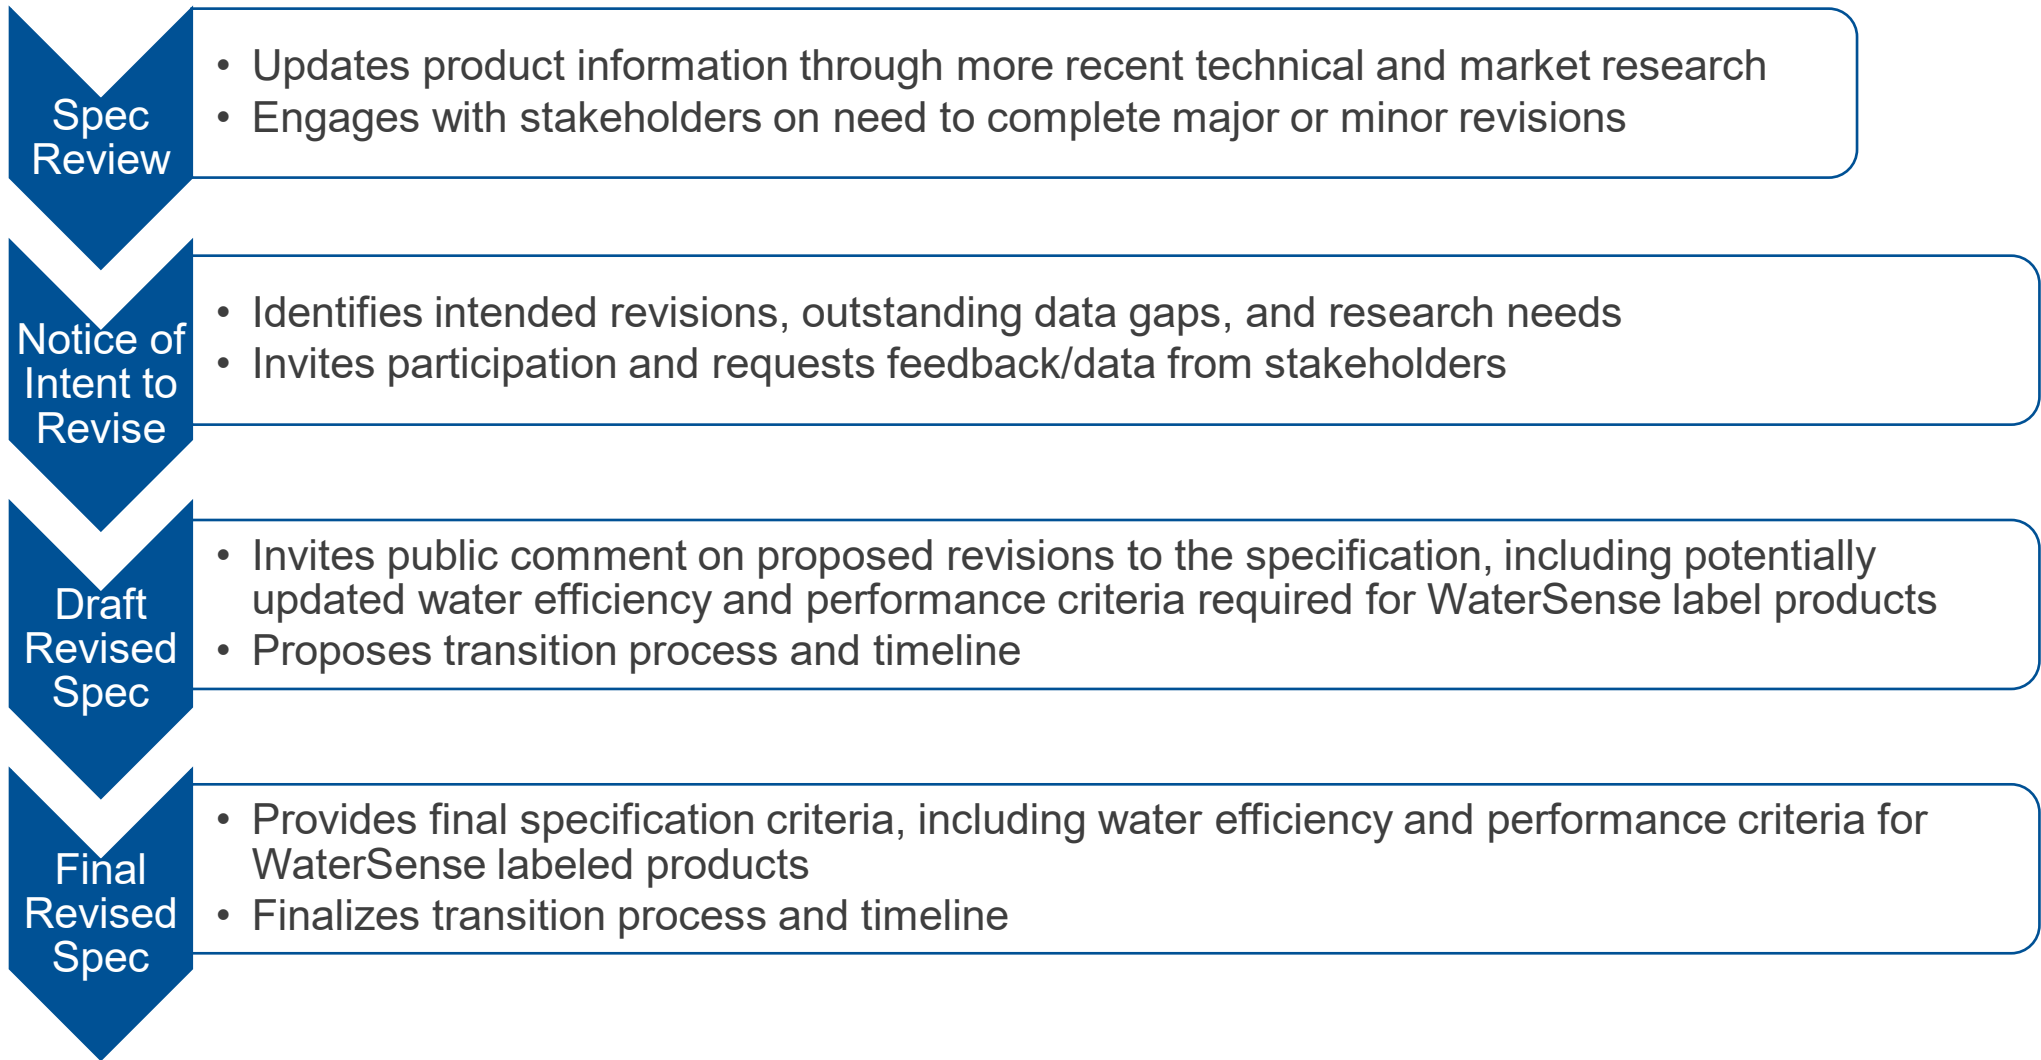 Spec
Review
• Updates product information through more recent technical and market research
• Engages with stakeholders on need to complete major or minor revisions
Notice of
Intent to
Revise
• Identifies intended revisions, outstanding data gaps, and research needs
• Invites participation and requests feedback/data from stakeholders
Draft
Revised
Spec
• Invites public comment on proposed revisions to the specification, including potentially
updated water efficiency and performance criteria required for WaterSense label products
• Proposes transition process and timeline
Final
Revised
Spec
• Provides final specification criteria, including water efficiency and performance criteria for
WaterSense labeled products
• Finalizes transition process and timeline